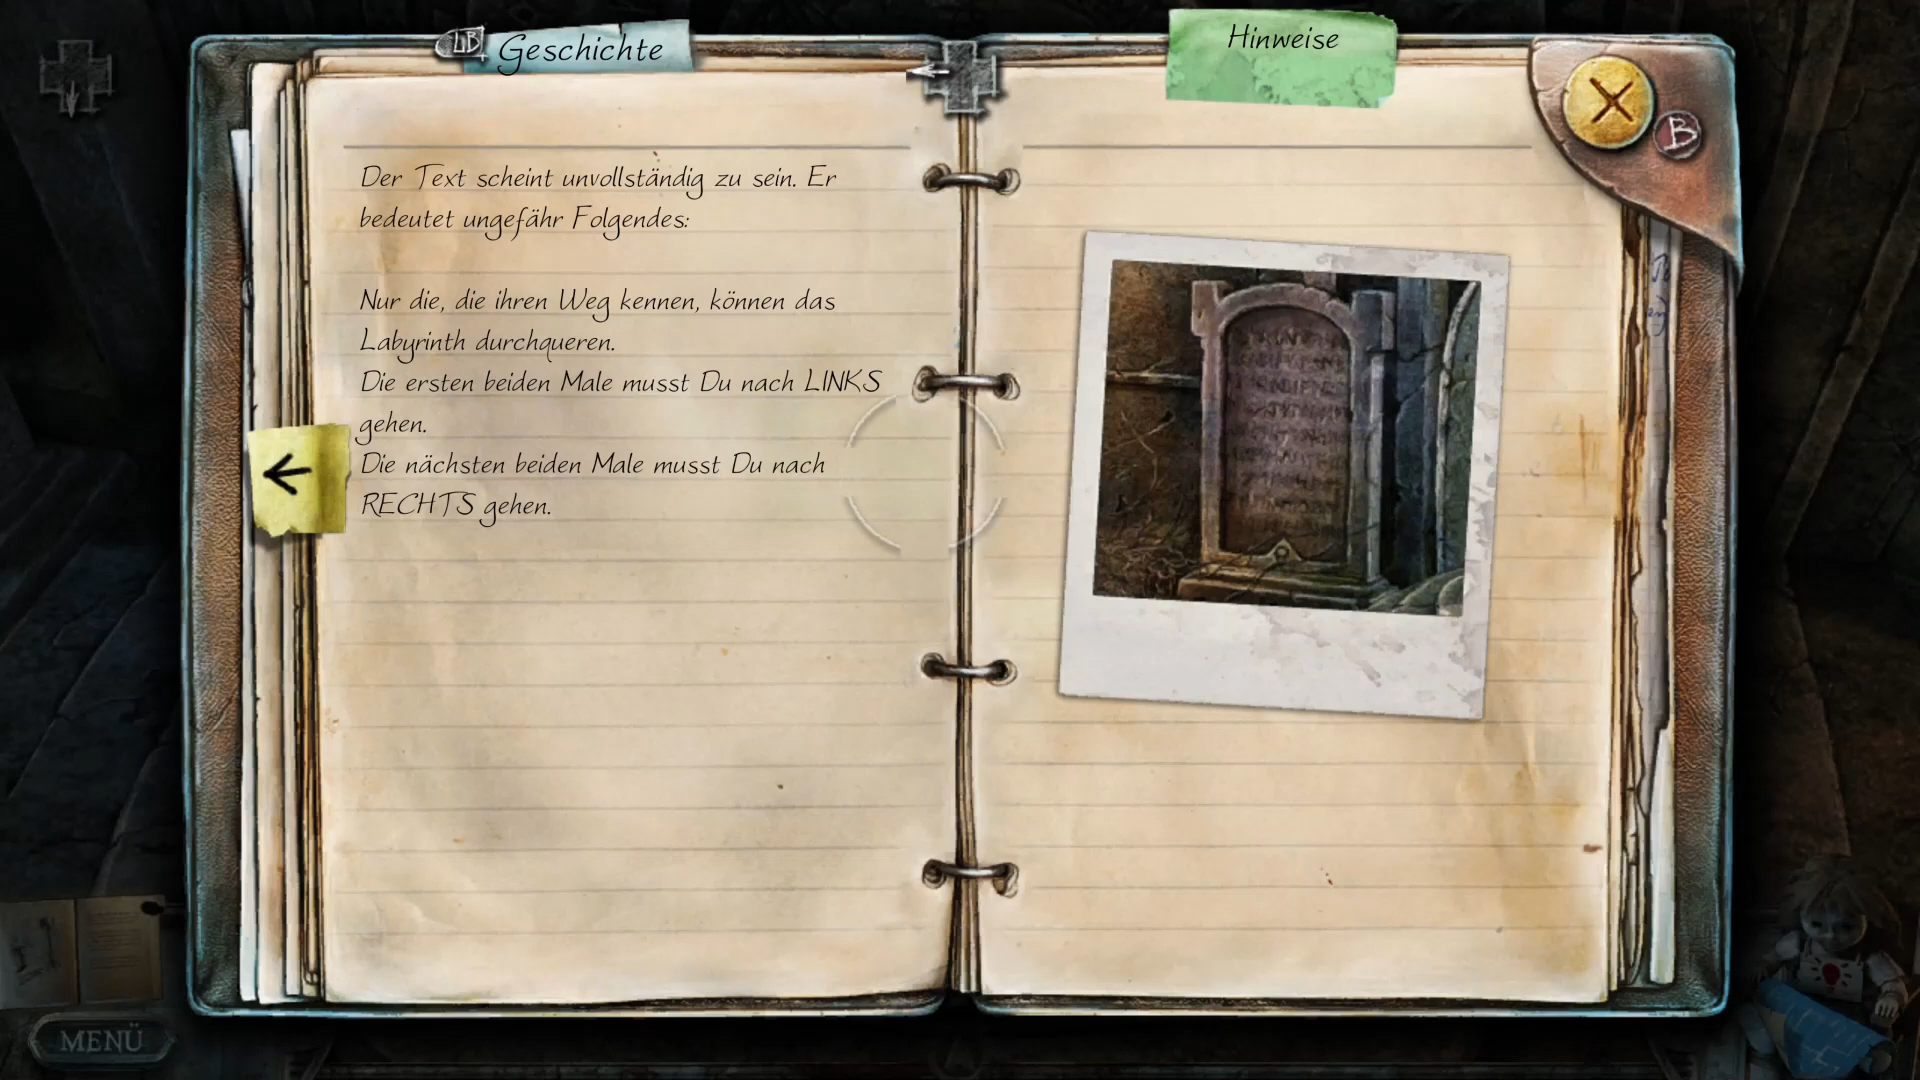 LB Geschichte
Hinweise
B
Der Text scheint unvollständig zu sein. Er
bedeutet ungefähr Folgendes:
Nur die, die ihren Weg kennen, können das
Labyrinth durchqueren.
Die ersten beiden Male musst Du nach LINKS
gehen.
Die nächsten beiden Male musst Du nach
RECHTS gehen.
MENÜ